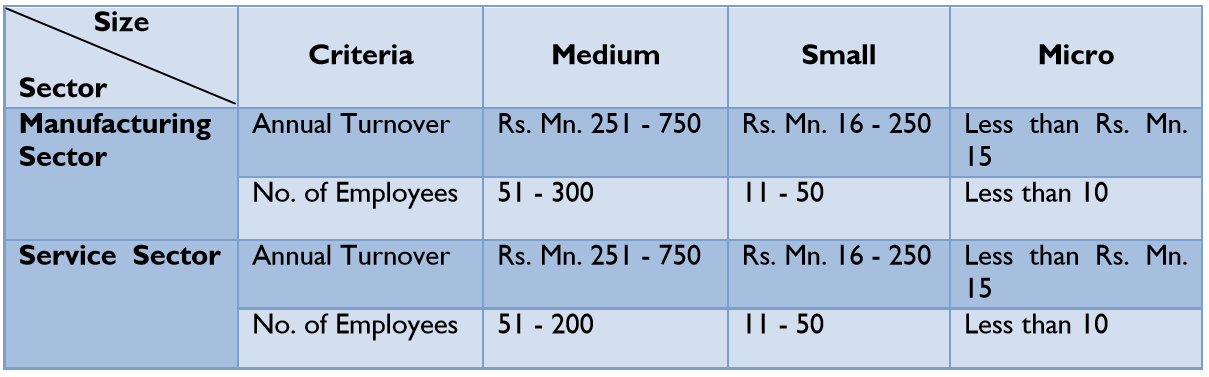 Size
Sector
Criteria Medium Small Micro
Manufacturing Annual Turnover Rs. Mn. 251 - 750 Rs. Mn. 16 - 250 Less than Rs. Mn.
Sector 15
No. of Employees 51 - 300 11 - 50 Less than 10
Service Sector Annual Turnover Rs. Mn. 251 - 750 Rs. Mn. 16 - 250 Less than Rs. Mn.
15
No. of Employees 51 - 200 11 - 50 Less than 10